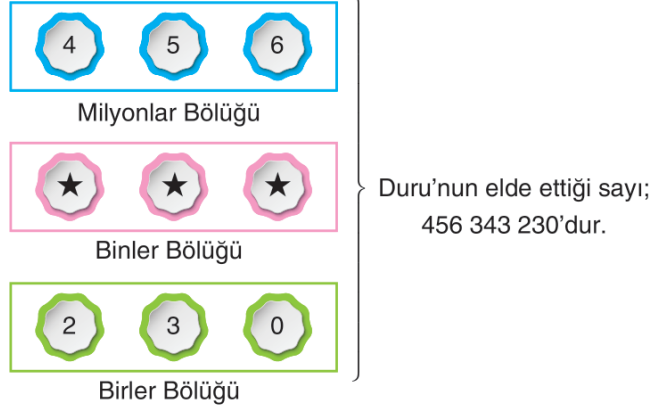 4 5 6
Milyonlar Bölüğü
★ ★ ★
Binler Bölüğü
Duru’nun elde ettiği sayı;
456 343 230’dur.
2 3 0
Birler Bölüğü